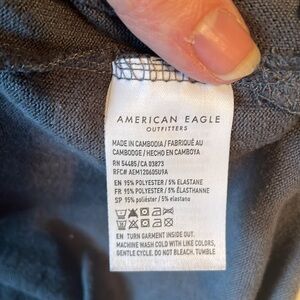 AMERICAN EAGLE
OUTFITTERS
MADE IN CAMBODIA / FABRIQUÉ AU
CAMBODGE / HECHO EN CAMBOYA
RN 54485/CA 03873
RFC# AEM120605U9A
EN 95% POLYESTER / 5% ELASTANE
FR 95% POLYESTER / 5% ÉLASTHANNE
SP 95% poliéster / 5% elastano
EN TURN GARMENT INSIDE OUT.
MACHINE WASH COLD WITH LIKE COLORS,
GENTLE CYCLE. DO NOT BLEACH. TUMBLE